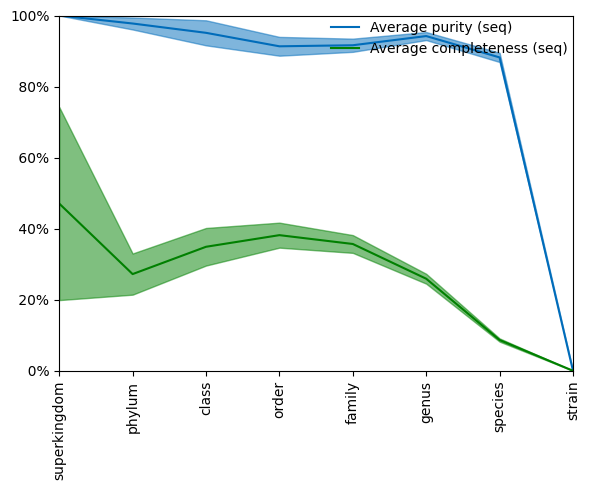 100%
80%
60%
40%
20%
0%
Average purity (seq)
Average completeness (seq)
superkingdom
phylum
class
order
family
genus
species
strain